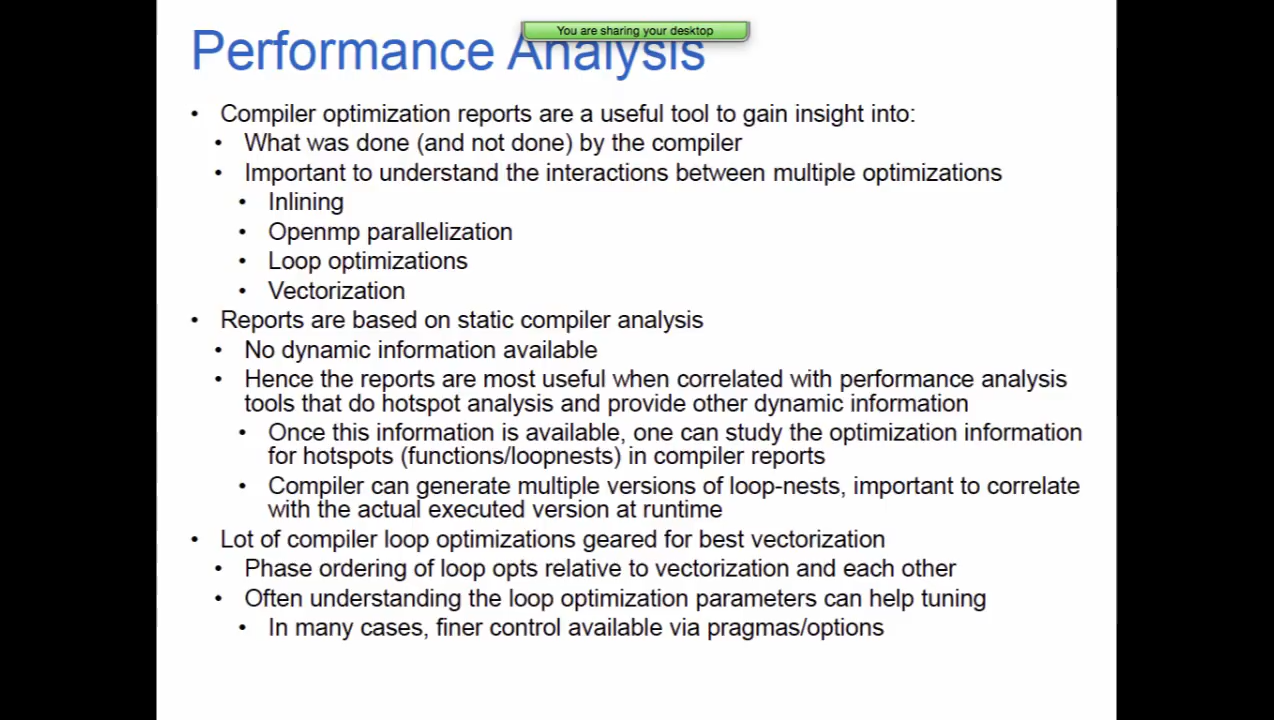 You are sharing your desktop
Performance Analysis
• Compiler optimization reports are a useful tool to gain insight into:
• What was done (and not done) by the compiler
• Important to understand the interactions between multiple optimizations
• Inlining
• Openmp parallelization
• Loop optimizations
• Vectorization
• Reports are based on static compiler analysis
• No dynamic information available
• Hence the reports are most useful when correlated with performance analysis
tools that do hotspot analysis and provide other dynamic information
• Once this information is available, one can study the optimization information
for hotspots (functions/loopnests) in compiler reports
• Compiler can generate multiple versions of loop-nests, important to correlate
with the actual executed version at runtime
• Lot of compiler loop optimizations geared for best vectorization
• Phase ordering of loop opts relative to vectorization and each other
• Often understanding the loop optimization parameters can help tuning
• In many cases, finer control available via pragmas/options